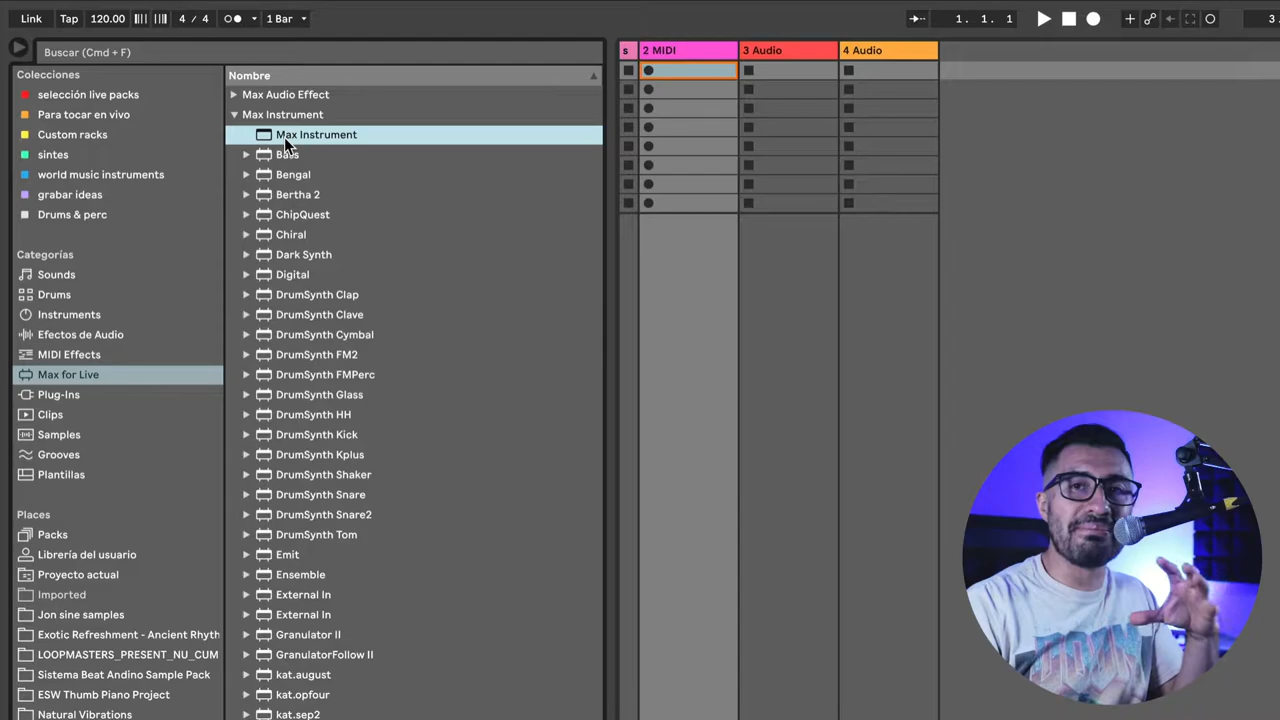 Link Tap 120.00 4 / 4 1 Bar 1. 1. 1 3.
Buscar (Cmd + F)
Colecciones
selección live packs
Para tocar en vivo
Custom racks
sintes
world music instruments
grabar ideas
Drums & perc
Categorías
Sounds
Drums
Instruments
Efectos de Audio
MIDI Effects
Max for Live
Plug-Ins
Clips
Samples
Grooves
Plantillas
Places
Packs
Librería del usuario
Proyecto actual
Imported
Jon sine samples
Exotic Refreshment - Ancient Rhyth
LOOPMASTERS_PRESENT_NU_CUM
Sistema Beat Andino Sample Pack
ESW Thumb Piano Project
Natural Vibrations
Nombre
Max Audio Effect
Max Instrument
Max Instrument
Bass
Bengal
Bertha 2
ChipQuest
Chiral
Dark Synth
Digital
DrumSynth Clap
DrumSynth Clave
DrumSynth Cymbal
DrumSynth FM2
DrumSynth FMPerc
DrumSynth Glass
DrumSynth HH
DrumSynth Kick
DrumSynth Kplus
DrumSynth Shaker
DrumSynth Snare
DrumSynth Snare2
DrumSynth Tom
Emit
Ensemble
External In
External In
Granulator II
GranulatorFollow II
kat.august
kat.opfour
kat.sep2
s 2 MIDI 3 Audio 4 Audio